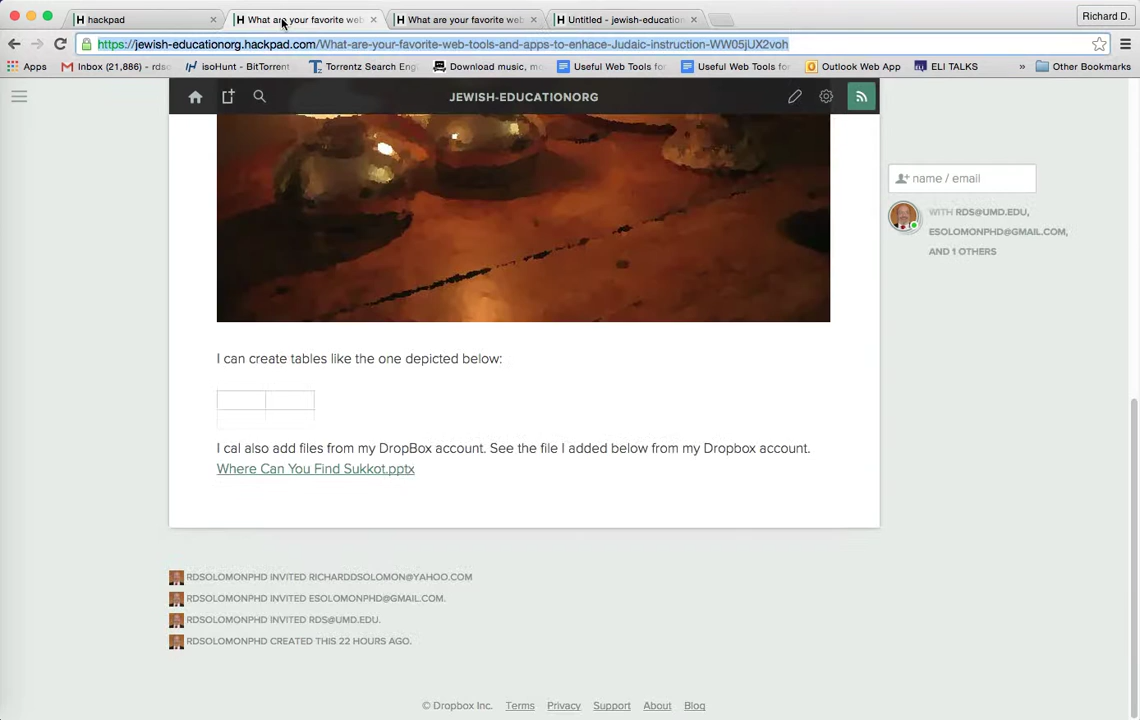 hackpad
What are your favorite web
What are your favorite web
Untitled - jewish-education
Richard D.
https://jewish-educationorg.hackpad.com/What-are-your-favorite-web-tools-and-apps-to-enhace-Judaic-instruction-WW05jUX2voh
Apps
Inbox (21,886) - rdso
isoHunt - BitTorrent
Torrentz Search Eng
Download music, mo
Useful Web Tools for
Useful Web Tools for
Outlook Web App
ELI TALKS
»
Other Bookmarks
JEWISH-EDUCATIONORG
name / email
WITH RDS@UMD.EDU,
ESOLOMONPHD@GMAIL.COM,
AND 1 OTHERS
I can create tables like the one depicted below:
I cal also add files from my DropBox account. See the file I added below from my Dropbox account.
Where Can You Find Sukkot.pptx
RDSOLOMONPHD INVITED RICHARDDSOLOMON@YAHOO.COM
RDSOLOMONPHD INVITED ESOLOMONPHD@GMAIL.COM.
RDSOLOMONPHD INVITED RDS@UMD.EDU.
RDSOLOMONPHD CREATED THIS 22 HOURS AGO.
© Dropbox Inc. Terms Privacy Support About Blog